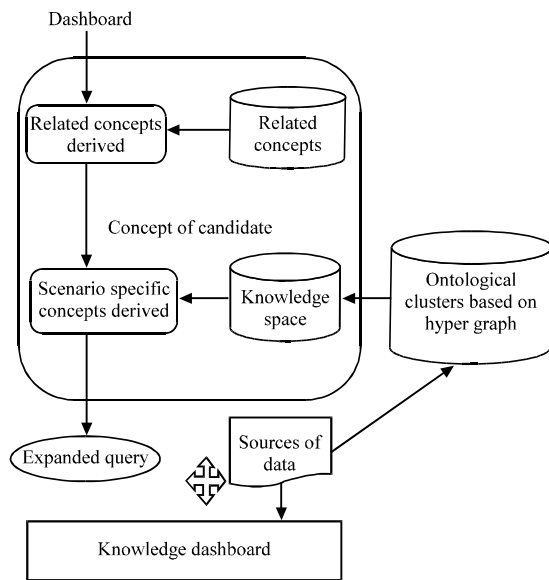 Dashboard
Related concepts
derived
Related
concepts
Concept of candidate
Scenario specific
concepts derived
Knowledge
space
Ontological
clusters based on
hyper graph
Expanded query
Sources of
data
Knowledge dashboard